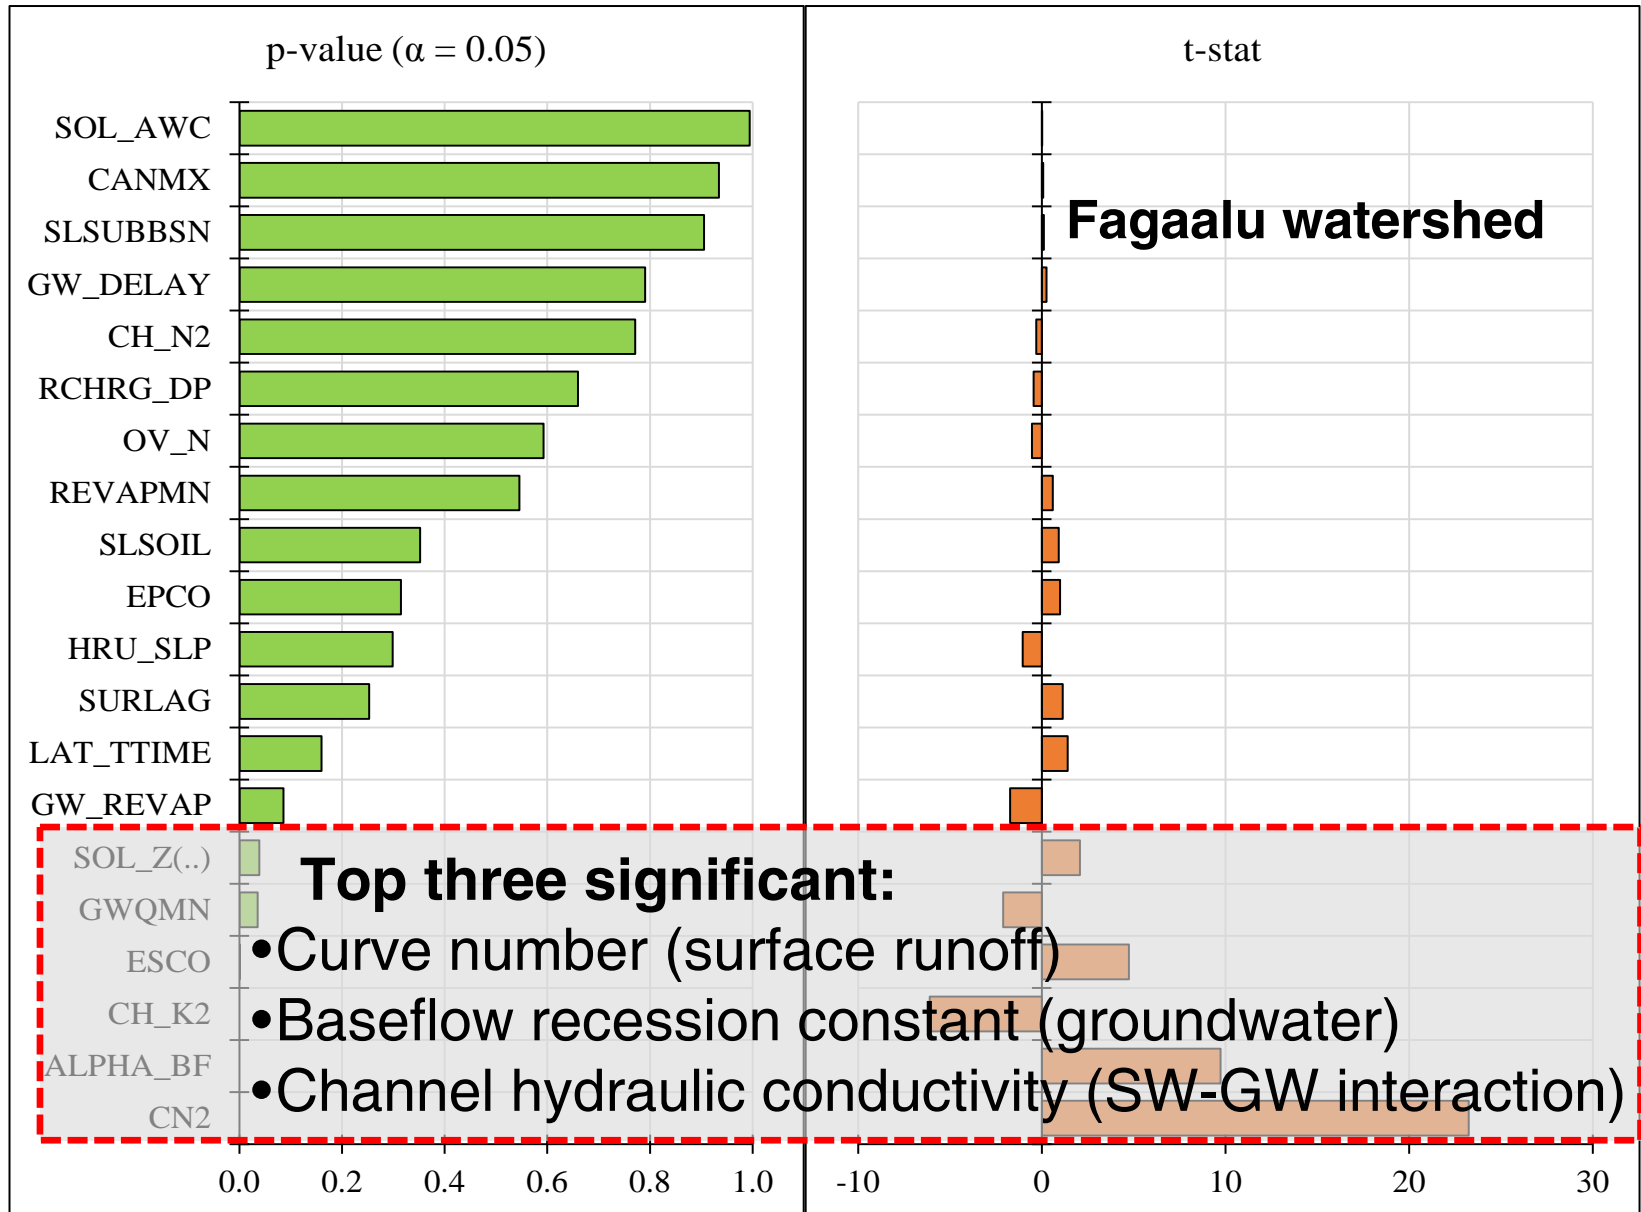 p-value (α = 0.05)
t-stat
SOL_AWC
CANMX
SLSUBBSN
GW_DELAY
CH_N2
RCHRG_DP
OV_N
REVAPMN
SLSOIL
EPCO
HRU_SLP
SURLAG
LAT_TTIME
GW_REVAP
SOL_Z(..)
GWQMN
ESCO
CH_K2
ALPHA_BF
CN2
Fagaalu watershed
Top three significant:
•Curve number (surface runoff)
•Baseflow recession constant (groundwater)
•Channel hydraulic conductivity (SW-GW interaction)
0.0 0.2 0.4 0.6 0.8 1.0
-10 0 10 20 30